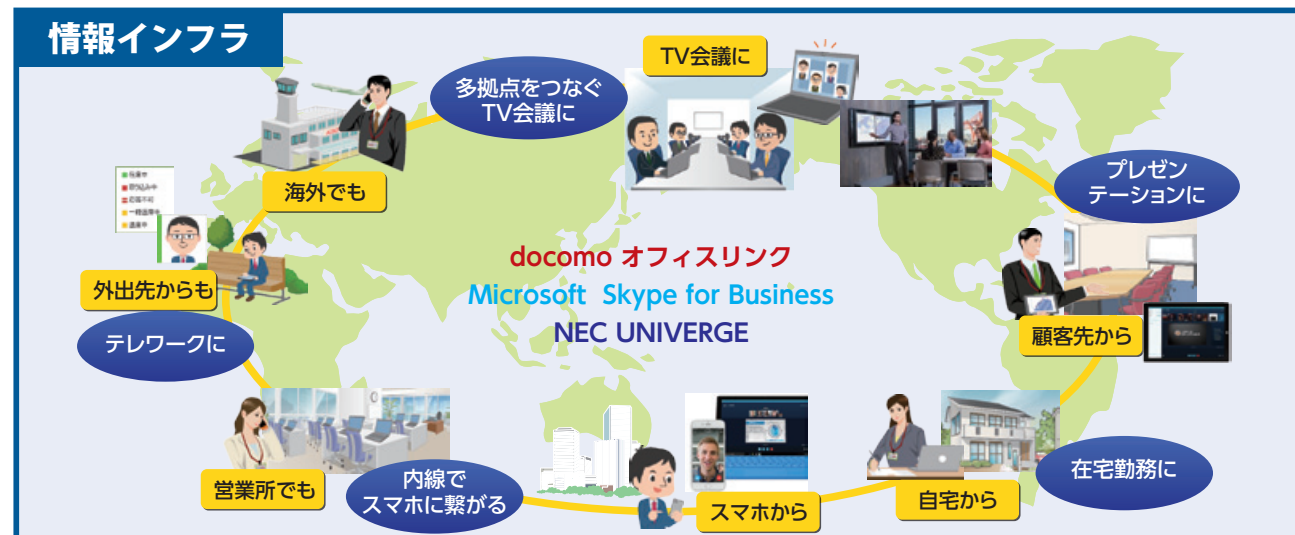 情報インフラ
TV会議に
多拠点をつなぐ
TV会議に
プレゼン
テーションに
海外でも
外出先からも
テレワークに
docomo オフィスリンク
Microsoft Skype for Business
NEC UNIVERGE
顧客先から
営業所でも
内線で
スマホに繋がる
スマホから
自宅から
在宅勤務に